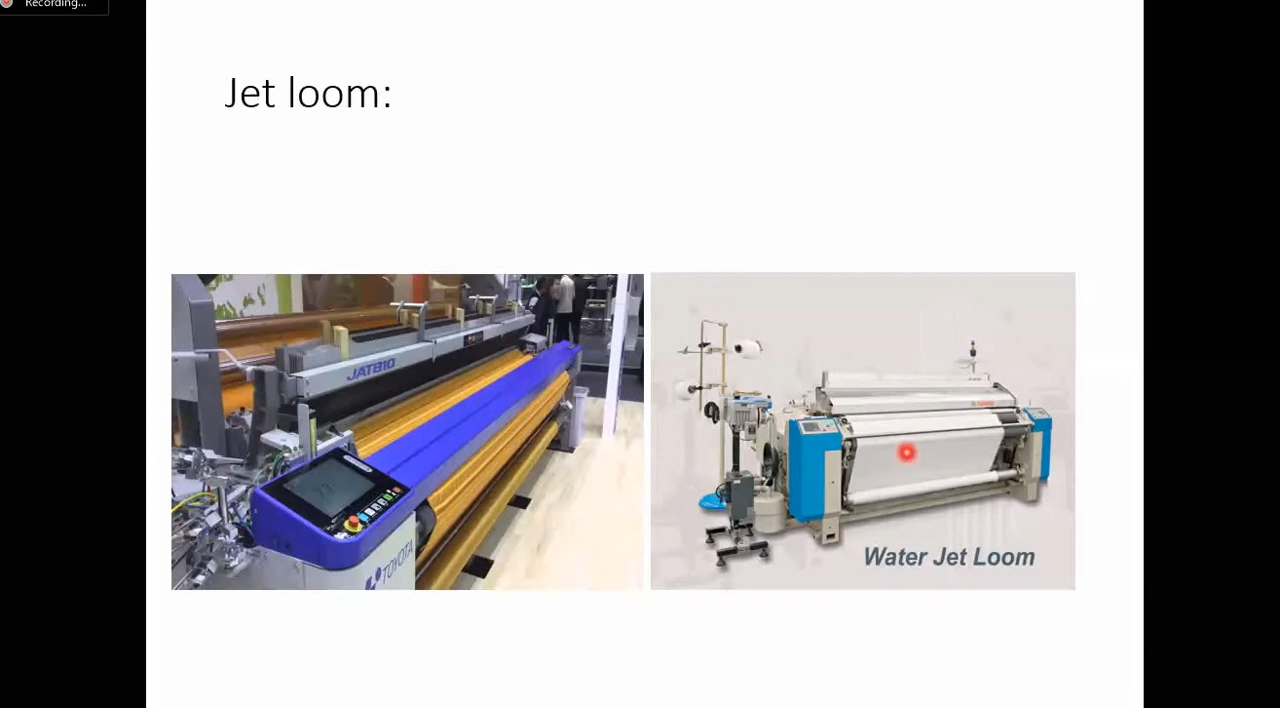 Recording...
Jet loom:
JAT810
TOYOTA
Water Jet Loom